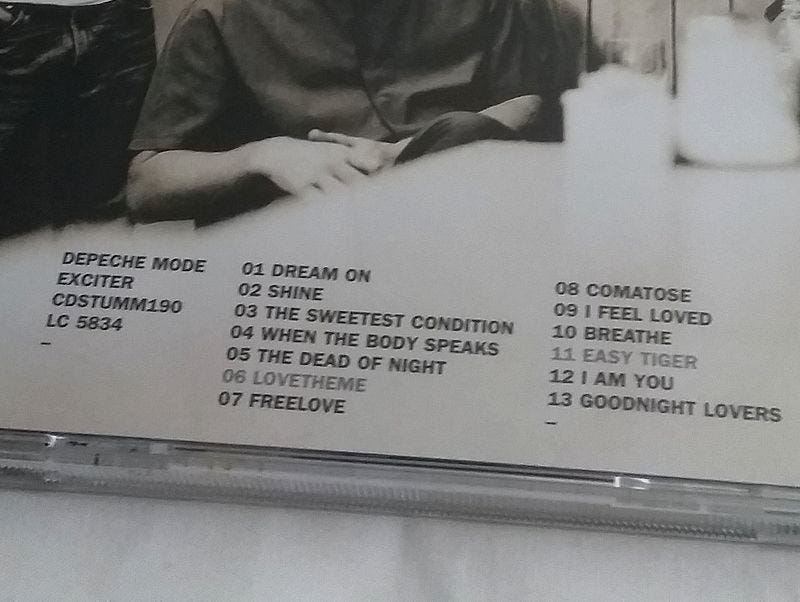 DEPECHE MODE
EXCITER
CDSTUMM190
LC 5834
–
01 DREAM ON
02 SHINE
03 THE SWEETEST CONDITION
04 WHEN THE BODY SPEAKS
05 THE DEAD OF NIGHT
06 LOVETHEME
07 FREELOVE
08 COMATOSE
09 I FEEL LOVED
10 BREATHE
11 EASY TIGER
12 I AM YOU
13 GOODNIGHT LOVERS
–